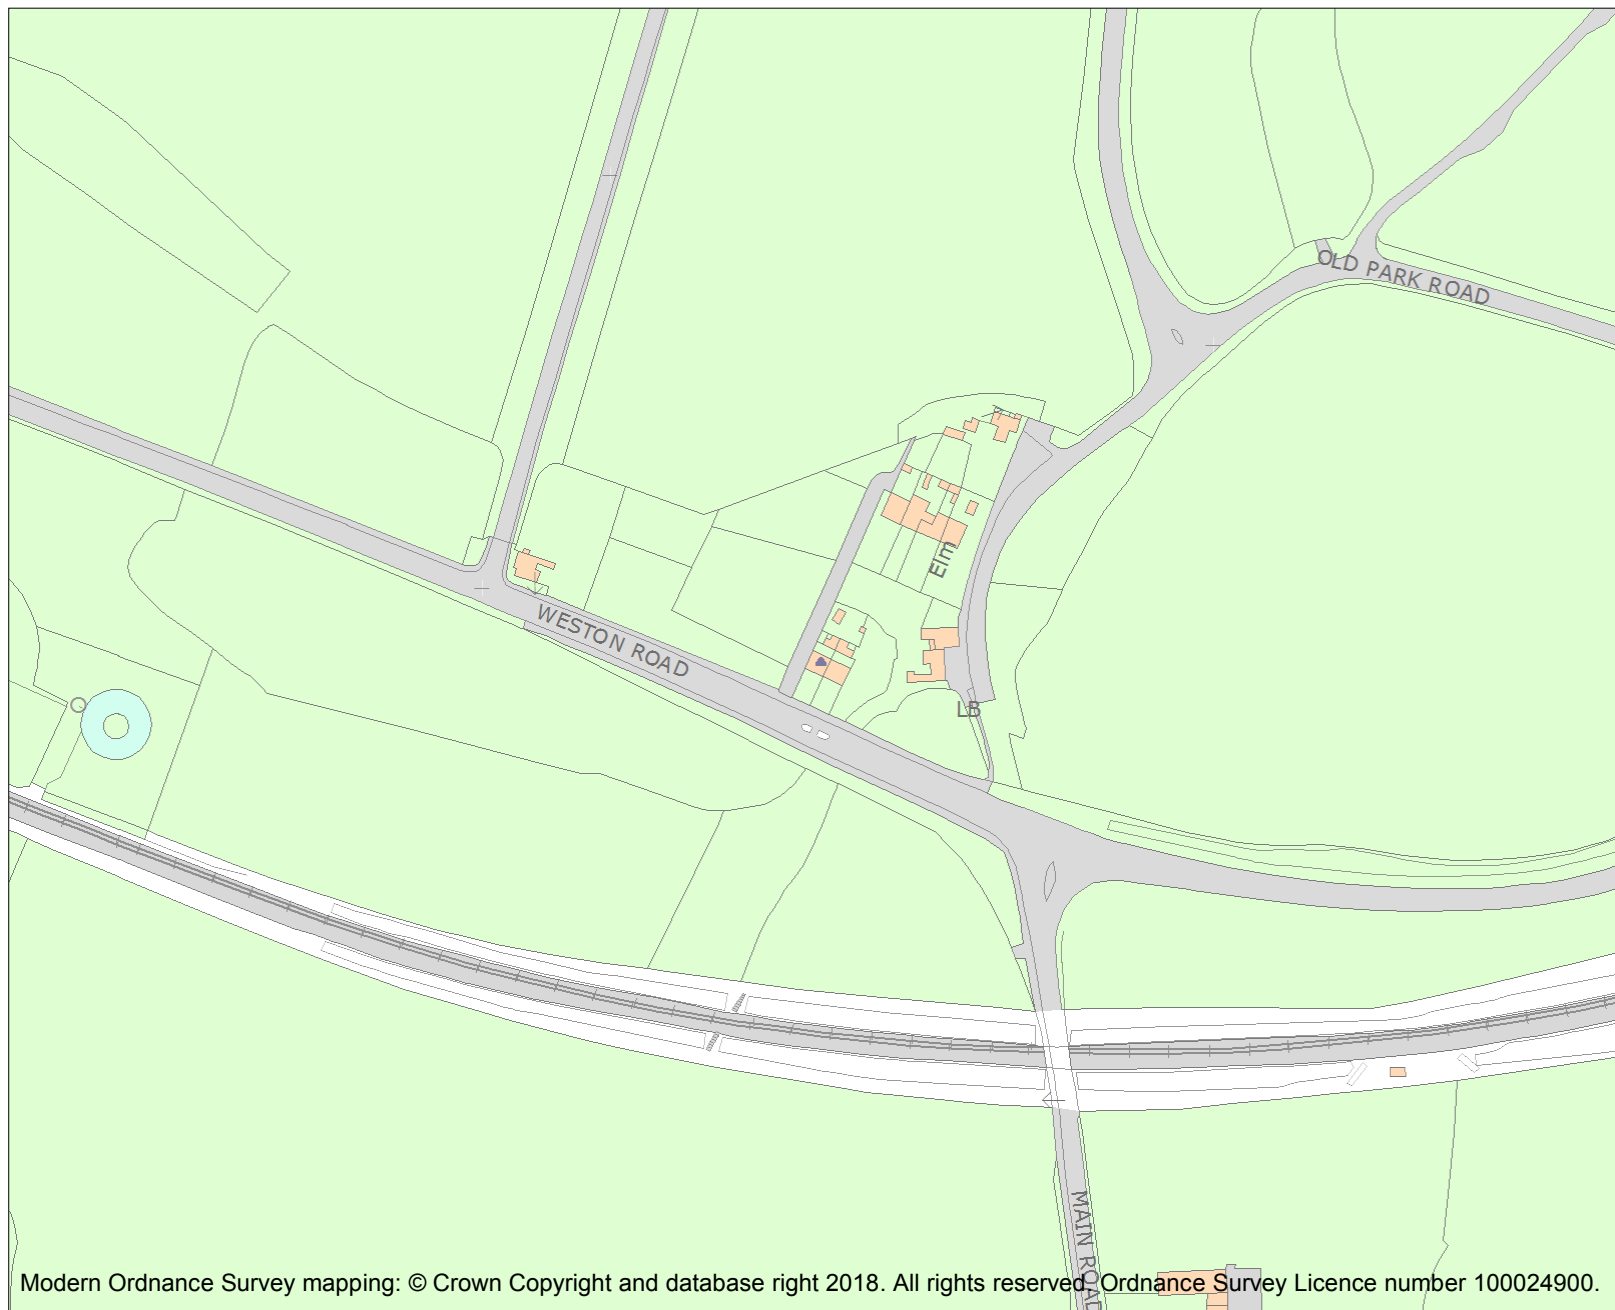 OLD PARK ROAD
Elm
WESTON ROAD
LB
MAIN ROAD
Modern Ordnance Survey mapping: © Crown Copyright and database right 2018. All rights reserved. Ordnance Survey Licence number 100024900.